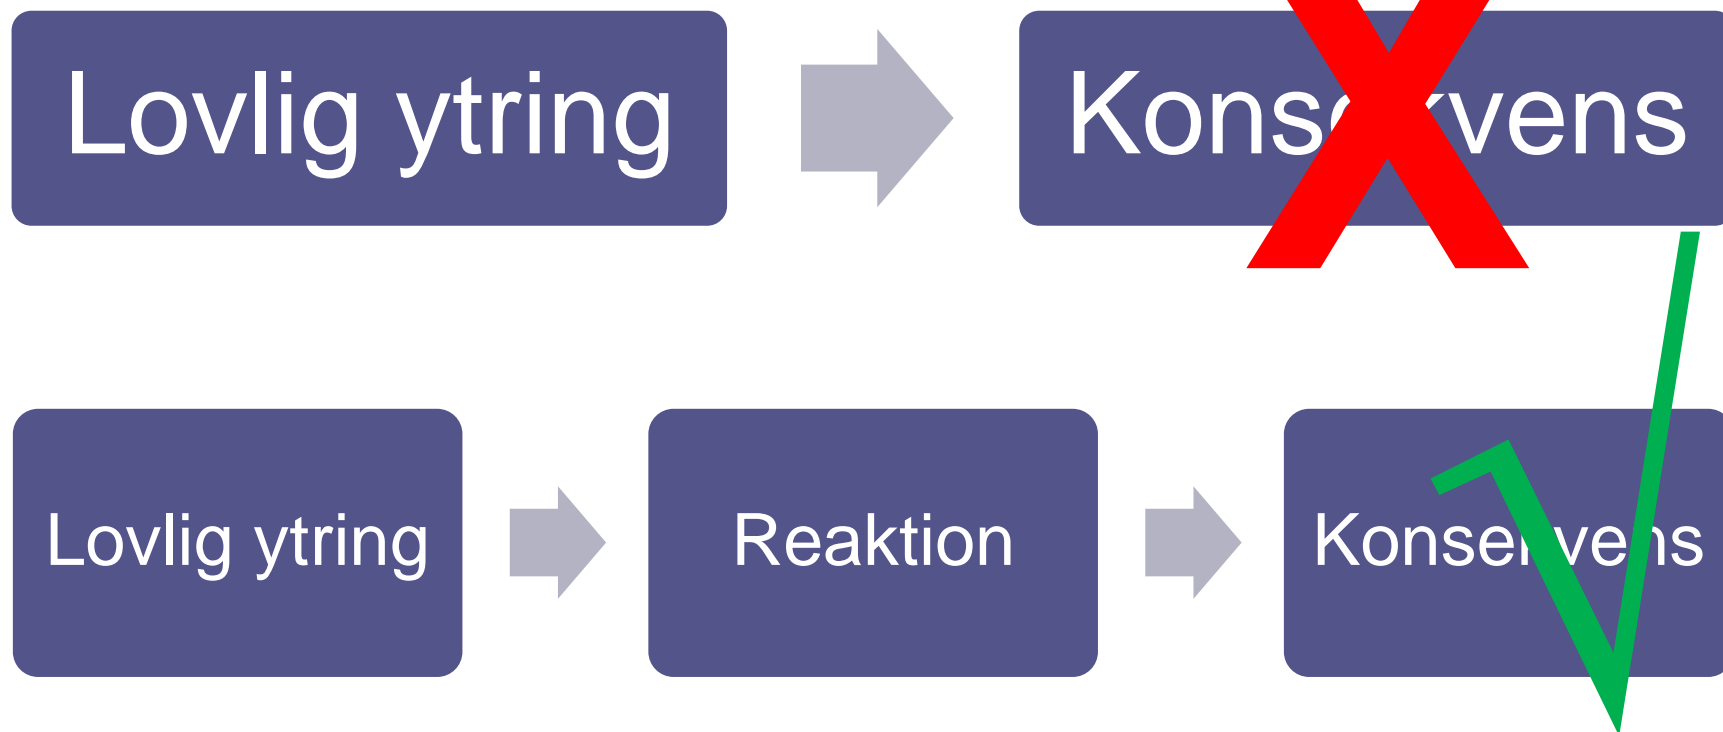 Lovlig ytring
Konsekvens
Lovlig ytring
Reaktion
Konsekvens